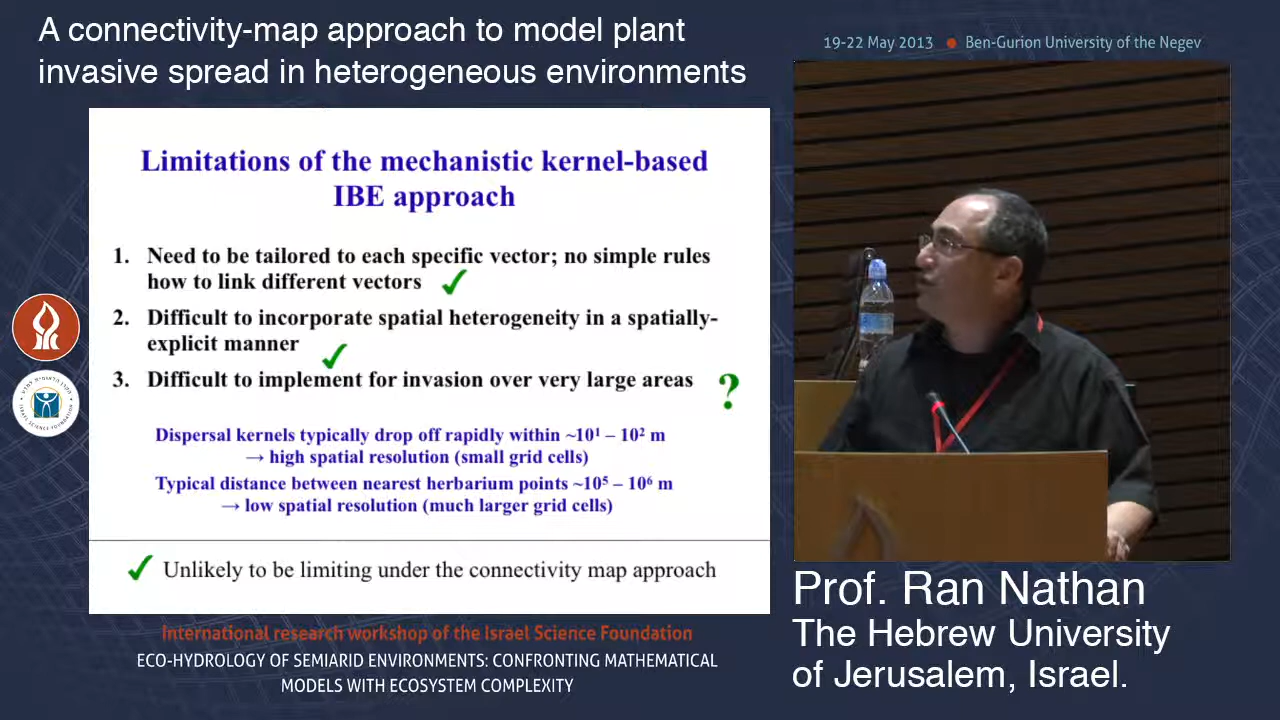 A connectivity-map approach to model plant
invasive spread in heterogeneous environments
19-22 May 2013 ● Ben-Gurion University of the Negev
Limitations of the mechanistic kernel-based
IBE approach
1. Need to be tailored to each specific vector; no simple rules
how to link different vectors ✓
2. Difficult to incorporate spatial heterogeneity in a spatially-
explicit manner ✓
3. Difficult to implement for invasion over very large areas ?
Dispersal kernels typically drop off rapidly within ~10¹ – 10² m
→ high spatial resolution (small grid cells)
Typical distance between nearest herbarium points ~10⁵ – 10⁶ m
→ low spatial resolution (much larger grid cells)
✓ Unlikely to be limiting under the connectivity map approach
International research workshop of the Israel Science Foundation
ECO-HYDROLOGY OF SEMIARID ENVIRONMENTS: CONFRONTING MATHEMATICAL
MODELS WITH ECOSYSTEM COMPLEXITY
Prof. Ran Nathan
The Hebrew University
of Jerusalem, Israel.